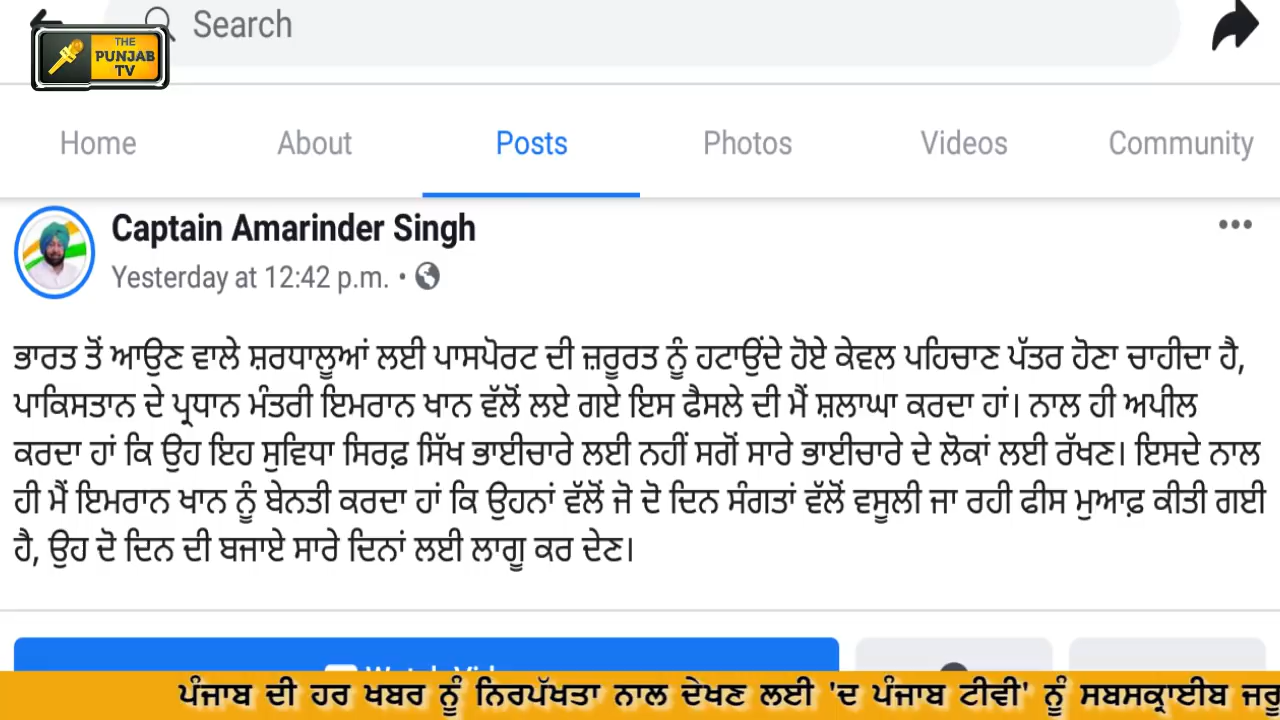 Search
THE
PUNJAB
TV
Home About Posts Photos Videos Community
Captain Amarinder Singh
Yesterday at 12:42 p.m. •
ਭਾਰਤ ਤੋਂ ਆਉਣ ਵਾਲੇ ਸ਼ਰਧਾਲੂਆਂ ਲਈ ਪਾਸਪੋਰਟ ਦੀ ਜ਼ਰੂਰਤ ਨੂੰ ਹਟਾਉਂਦੇ ਹੋਏ ਕੇਵਲ ਪਹਿਚਾਣ ਪੱਤਰ ਹੋਣਾ ਚਾਹੀਦਾ ਹੈ,
ਪਾਕਿਸਤਾਨ ਦੇ ਪ੍ਰਧਾਨ ਮੰਤਰੀ ਇਮਰਾਨ ਖਾਨ ਵੱਲੋਂ ਲਏ ਗਏ ਇਸ ਫੈਸਲੇ ਦੀ ਮੈਂ ਸ਼ਲਾਘਾ ਕਰਦਾ ਹਾਂ। ਨਾਲ ਹੀ ਅਪੀਲ
ਕਰਦਾ ਹਾਂ ਕਿ ਉਹ ਇਹ ਸੁਵਿਧਾ ਸਿਰਫ਼ ਸਿੱਖ ਭਾਈਚਾਰੇ ਲਈ ਨਹੀਂ ਸਗੋਂ ਸਾਰੇ ਭਾਈਚਾਰੇ ਦੇ ਲੋਕਾਂ ਲਈ ਰੱਖਣ। ਇਸਦੇ ਨਾਲ
ਹੀ ਮੈਂ ਇਮਰਾਨ ਖਾਨ ਨੂੰ ਬੇਨਤੀ ਕਰਦਾ ਹਾਂ ਕਿ ਉਹਨਾਂ ਵੱਲੋਂ ਜੋ ਦੋ ਦਿਨ ਸੰਗਤਾਂ ਵੱਲੋਂ ਵਸੂਲੀ ਜਾ ਰਹੀ ਫੀਸ ਮੁਆਫ਼ ਕੀਤੀ ਗਈ
ਹੈ, ਉਹ ਦੋ ਦਿਨ ਦੀ ਬਜਾਏ ਸਾਰੇ ਦਿਨਾਂ ਲਈ ਲਾਗੂ ਕਰ ਦੇਣ।
ਪੰਜਾਬ ਦੀ ਹਰ ਖਬਰ ਨੂੰ ਨਿਰਪੱਖਤਾ ਨਾਲ ਦੇਖਣ ਲਈ 'ਦ ਪੰਜਾਬ ਟੀਵੀ' ਨੂੰ ਸਬਸਕ੍ਰਾਈਬ